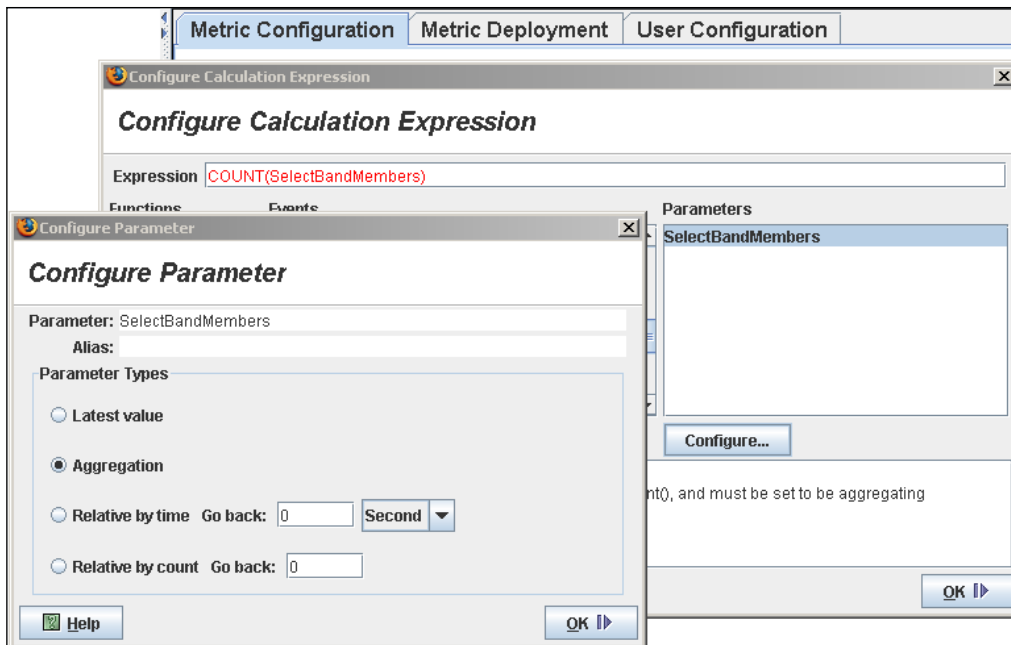 Metric Configuration Metric Deployment User Configuration
Configure Calculation Expression
Configure Calculation Expression
Expression COUNT(SelectBandMembers)
Functions Events Parameters
SelectBandMembers
Configure...
nt(), and must be set to be aggregating
OK
Configure Parameter
Configure Parameter
Parameter: SelectBandMembers
Alias:
Parameter Types
Latest value
Aggregation
Relative by time Go back: 0 Second
Relative by count Go back: 0
Help OK